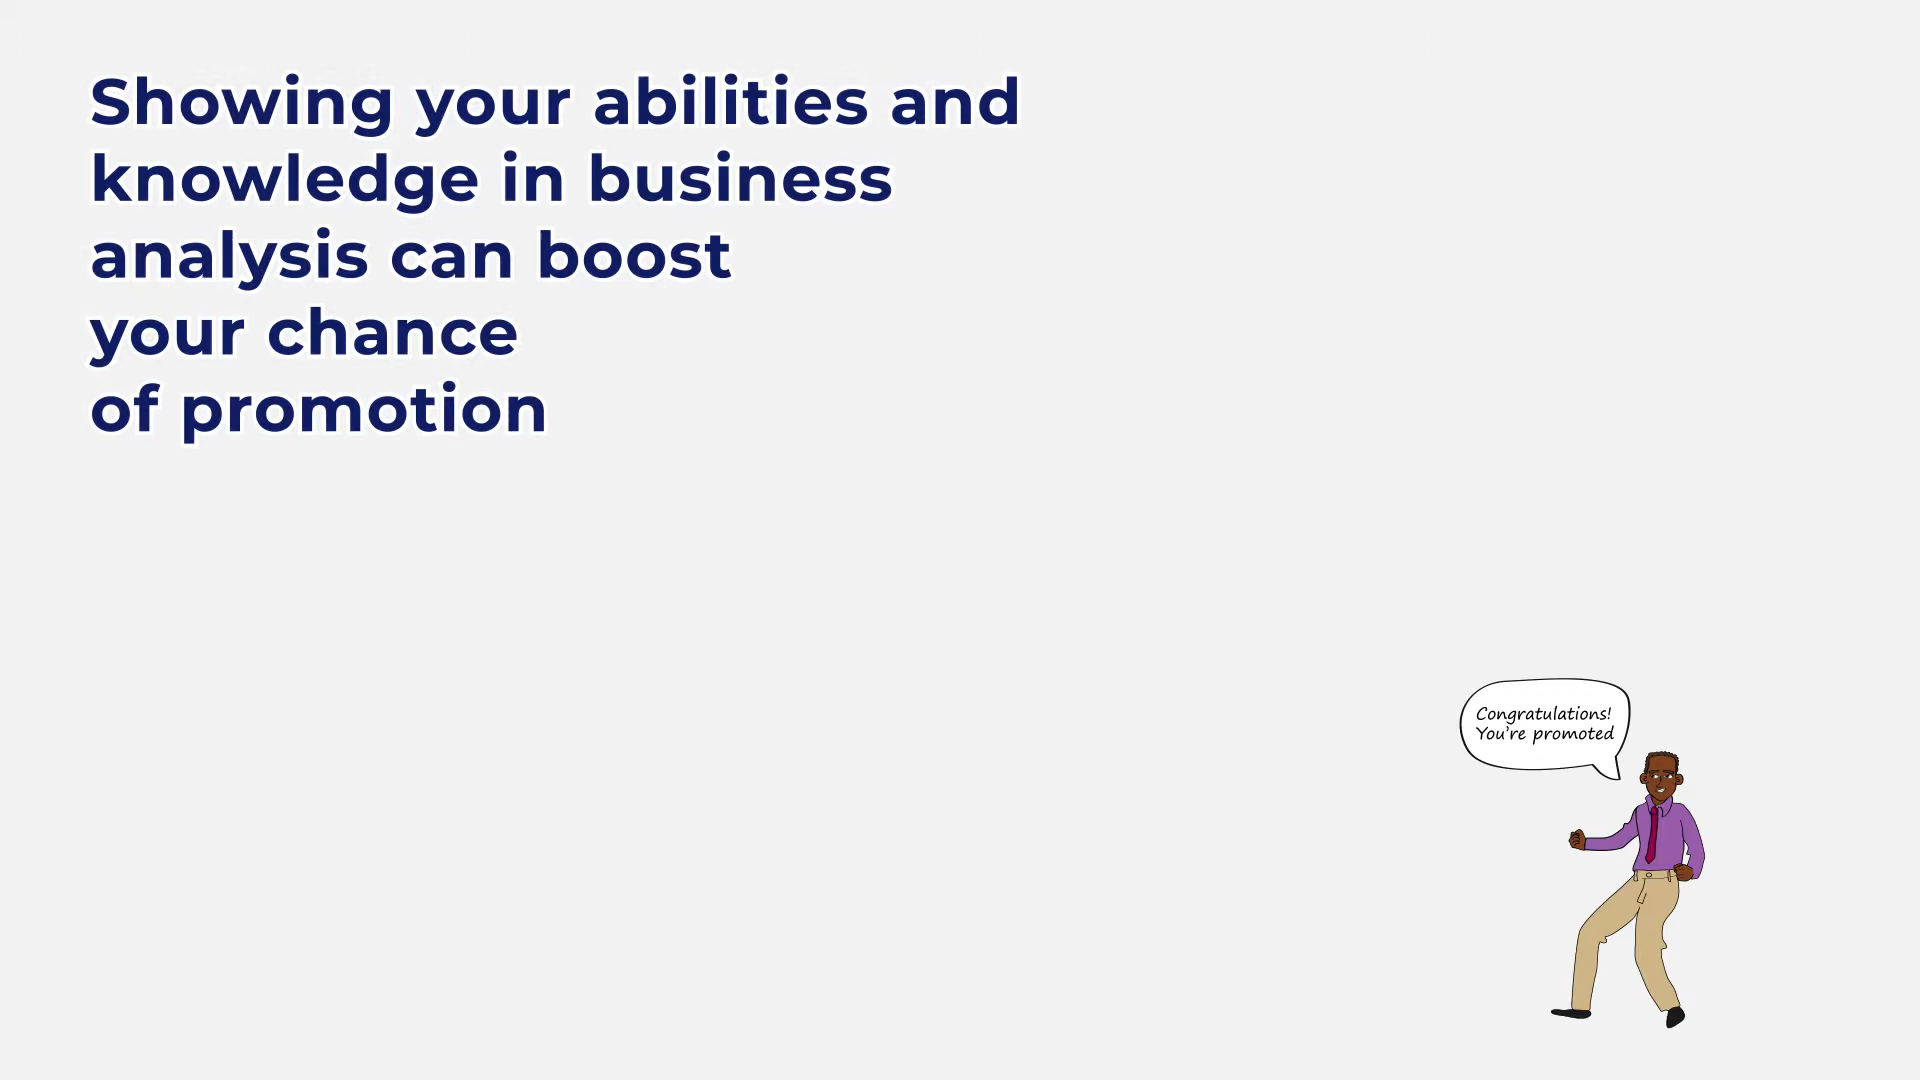 Showing your abilities and
knowledge in business
analysis can boost
your chance
of promotion
Congratulations!
You're promoted